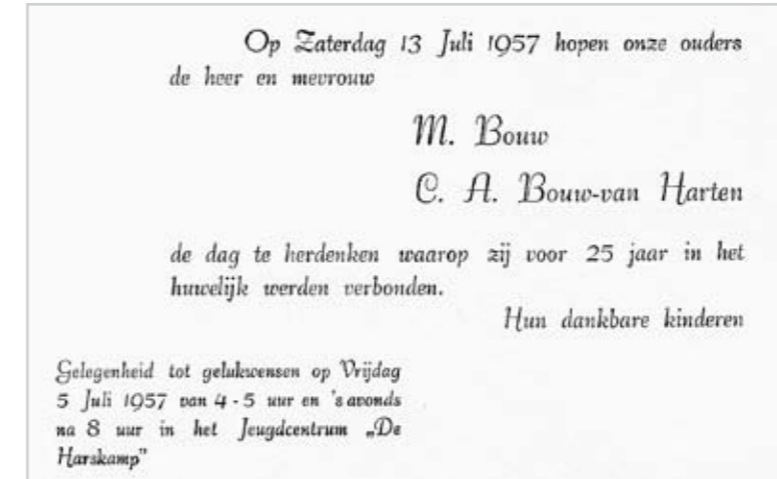 Op Zaterdag 13 Juli 1957 hopen onze ouders
de heer en mevrouw
M. Bouw
C. A. Bouw-van Harten
de dag te herdenken waarop zij voor 25 jaar in het
huwelijk werden verbonden.
Hun dankbare kinderen
Gelegenheid tot gelukwensen op Vrijdag
5 Juli 1957 van 4 - 5 uur en 's avonds
na 8 uur in het Jeugdcentrum „De
Harskamp"